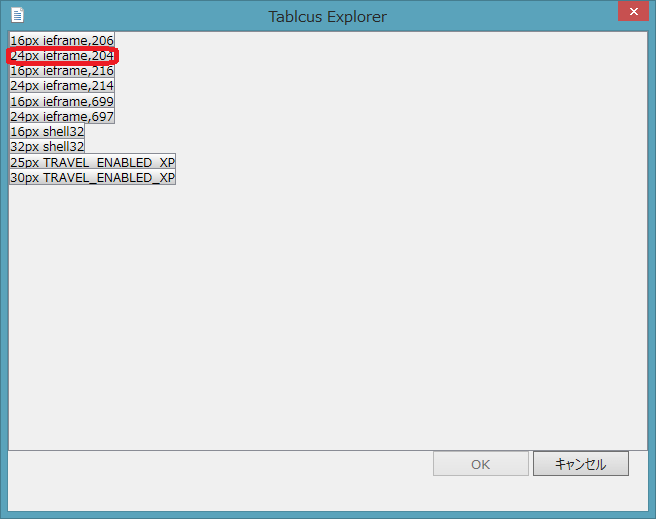 Tablcus Explorer
16px ieframe,206
24px ieframe,204
16px ieframe,216
24px ieframe,214
16px ieframe,699
24px ieframe,697
16px shell32
32px shell32
25px TRAVEL_ENABLED_XP
30px TRAVEL_ENABLED_XP
OK
キャンセル